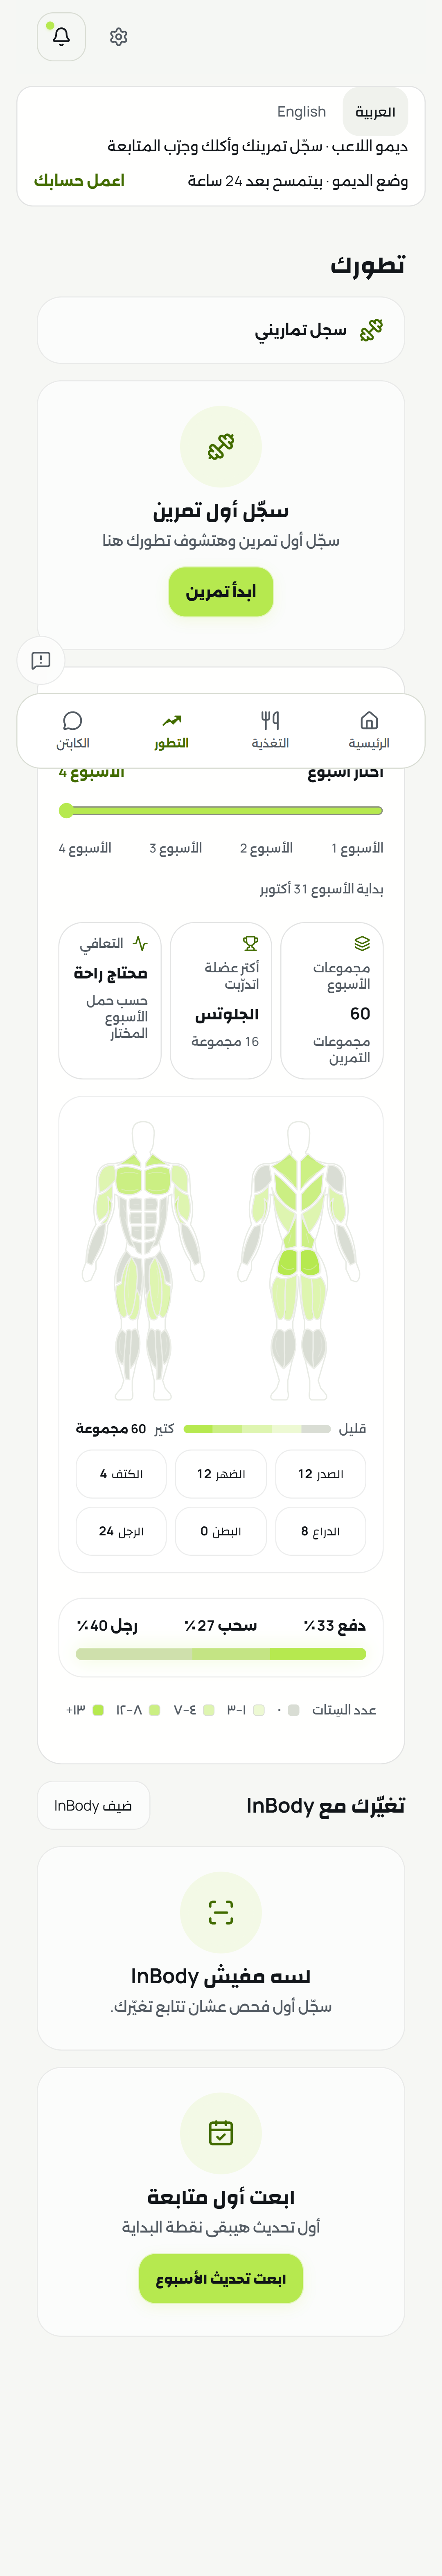 العربية
English
ديمو اللاعب · سجّل تمرينك وأكلك وجرّب المتابعة
وضع الديمو · بيتمسح بعد 24 ساعة
اعمل حسابك
تطورك
سجل تماريني
سجّل أول تمرين
سجّل أول تمرين وهتشوف تطورك هنا
ابدأ تمرين
الرئيسية
التغذية
التطور
الكابتن
اختار أسبوع
الأسبوع 4
الأسبوع 1
الأسبوع 2
الأسبوع 3
الأسبوع 4
بداية الأسبوع 31 أكتوبر
مجموعات الأسبوع
60
مجموعات التمرين
أكتر عضلة اتدرّبت
الجلوتس
16 مجموعة
التعافي
محتاج راحة
حسب حمل الأسبوع المختار
قليل
كتير
60 مجموعة
الصدر 12
الضهر 12
الكتف 4
الدراع 8
البطن 0
الرجل 24
دفع 33٪
سحب 27٪
رجل 40٪
عدد الستات
٠
١–٣
٤–٧
٨–١٢
١٣+
تغيّرك مع InBody
ضيف InBody
لسه مفيش InBody
سجّل أول فحص عشان تتابع تغيّرك.
ابعت أول متابعة
أول تحديث هيبقى نقطة البداية
ابعت تحديث الأسبوع